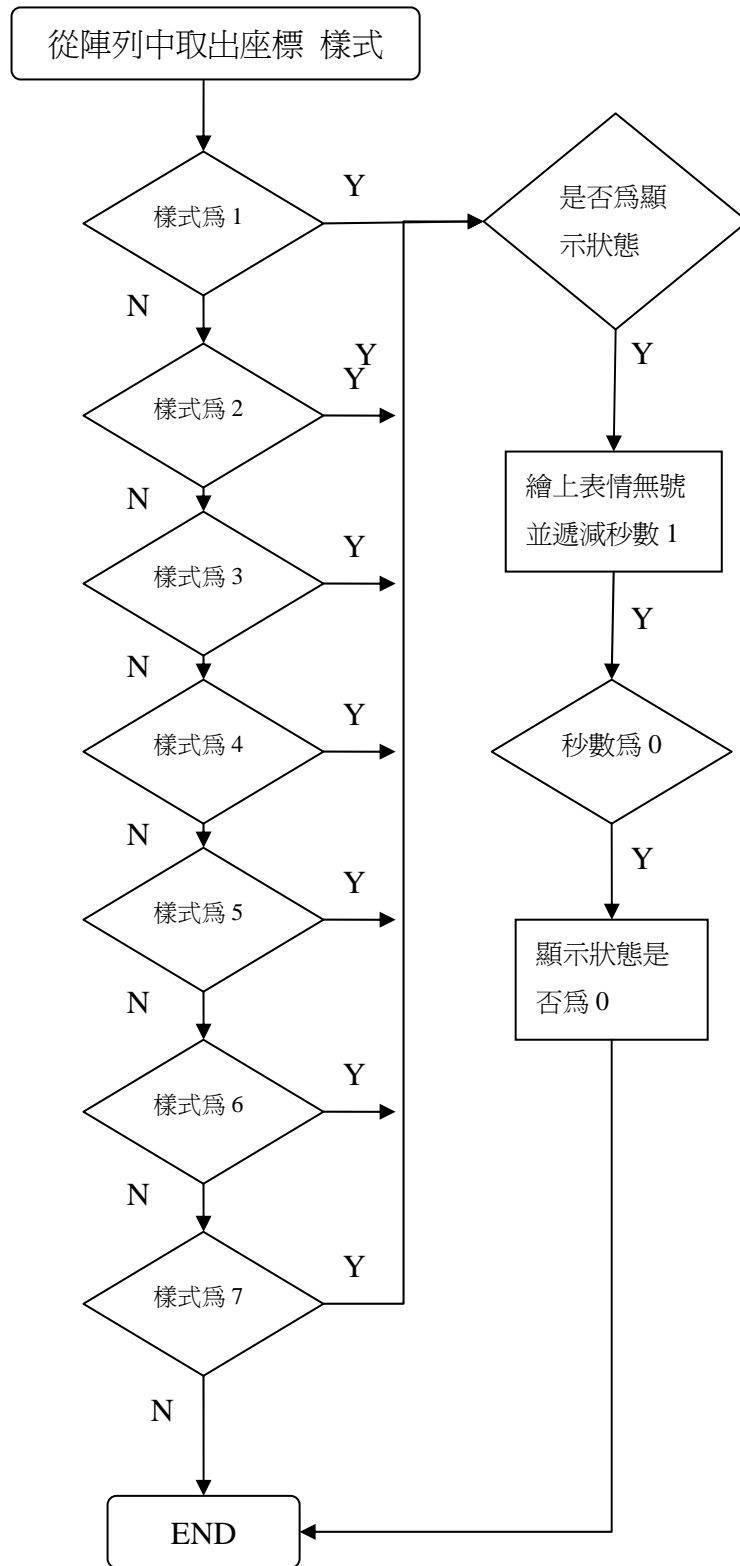 從陣列中取出座標 樣式
樣式爲 1
Y
N
是否爲顯
示狀態
Y
樣式爲 2
Y
Y
N
繪上表情無號
並遞減秒數 1
Y
樣式爲 3
Y
N
樣式爲 4
Y
N
秒數爲 0
Y
樣式爲 5
Y
N
顯示狀態是
否爲 0
樣式爲 6
Y
N
樣式爲 7
Y
N
END